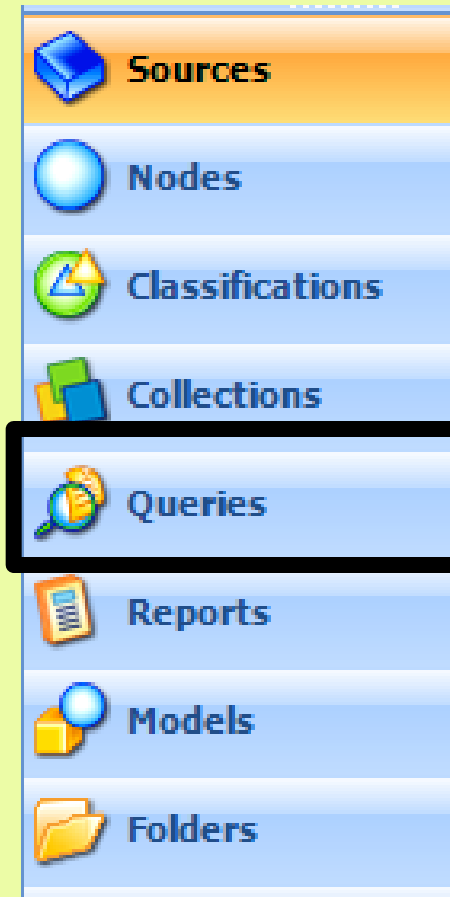 Sources
Nodes
Classifications
Collections
Queries
Reports
Models
Folders